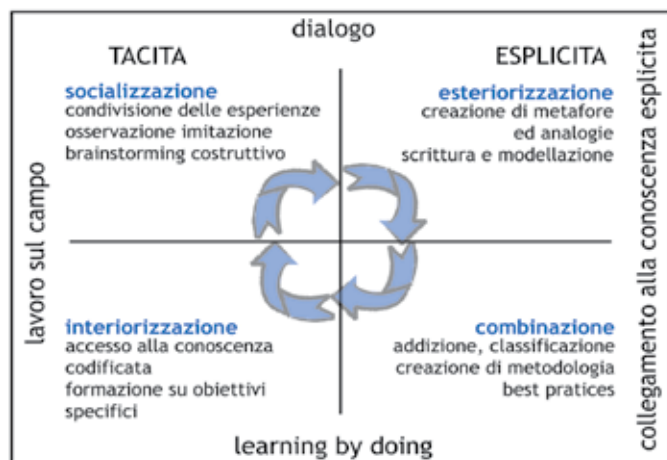 dialogo
TACITA
ESPLICITA
socializzazione
condivisione delle esperienze
osservazione imitazione
brainstorming costruttivo
esteriorizzazione
creazione di metafore
ed analogie
scrittura e modellazione
lavoro sul campo
collegamento alla conoscenza esplicita
interiorizzazione
accesso alla conoscenza
codificata
formazione su obiettivi
specifici
combinazione
addizione, classificazione
creazione di metodologia
best pratices
learning by doing